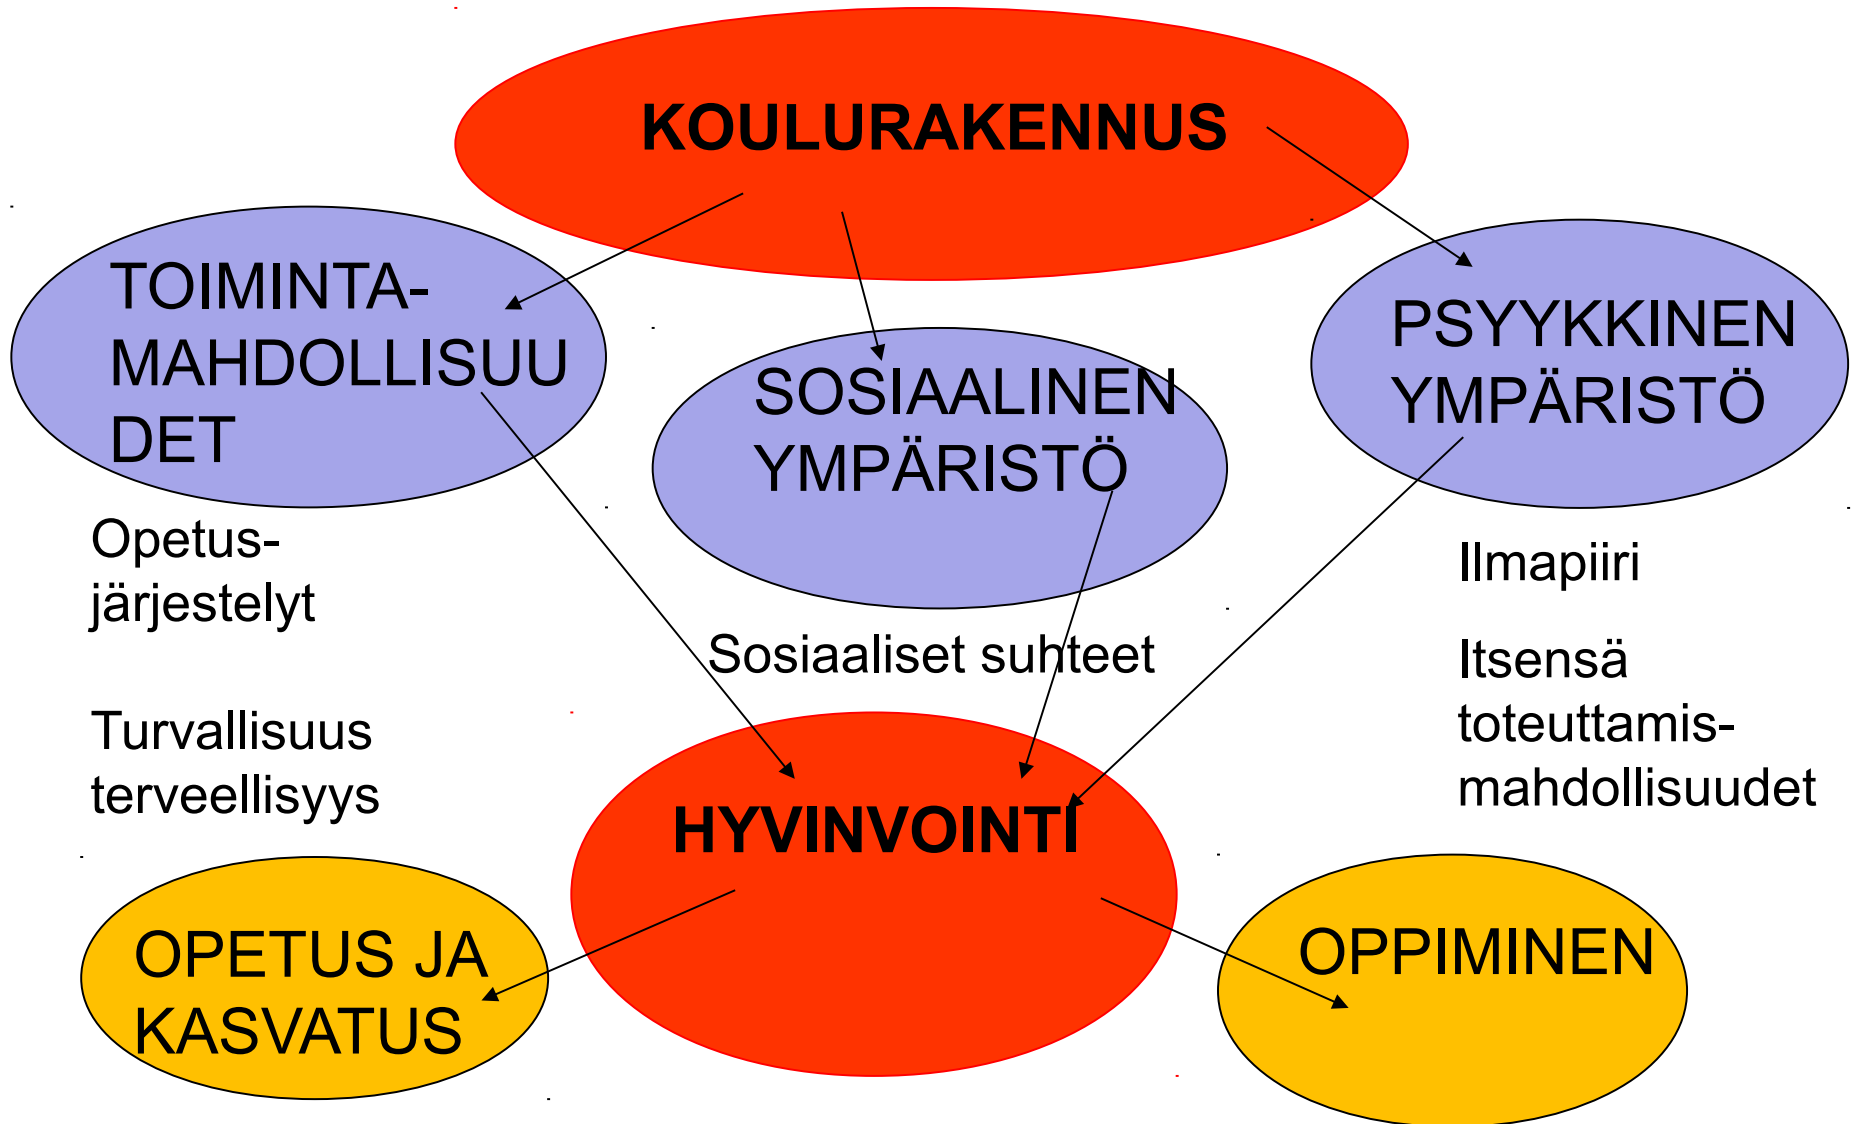 KOULURAKENNUS
TOIMINTA-
MAHDOLLISUU
DET
SOSIAALINEN
YMPÄRISTÖ
PSYYKKINEN
YMPÄRISTÖ
Opetus-
järjestelyt
Turvallisuus
terveellisyys
Sosiaaliset suhteet
Ilmapiiri
Itsensä
toteuttamis-
mahdollisuudet
HYVINVOINTI
OPETUS JA
KASVATUS
OPPIMINEN